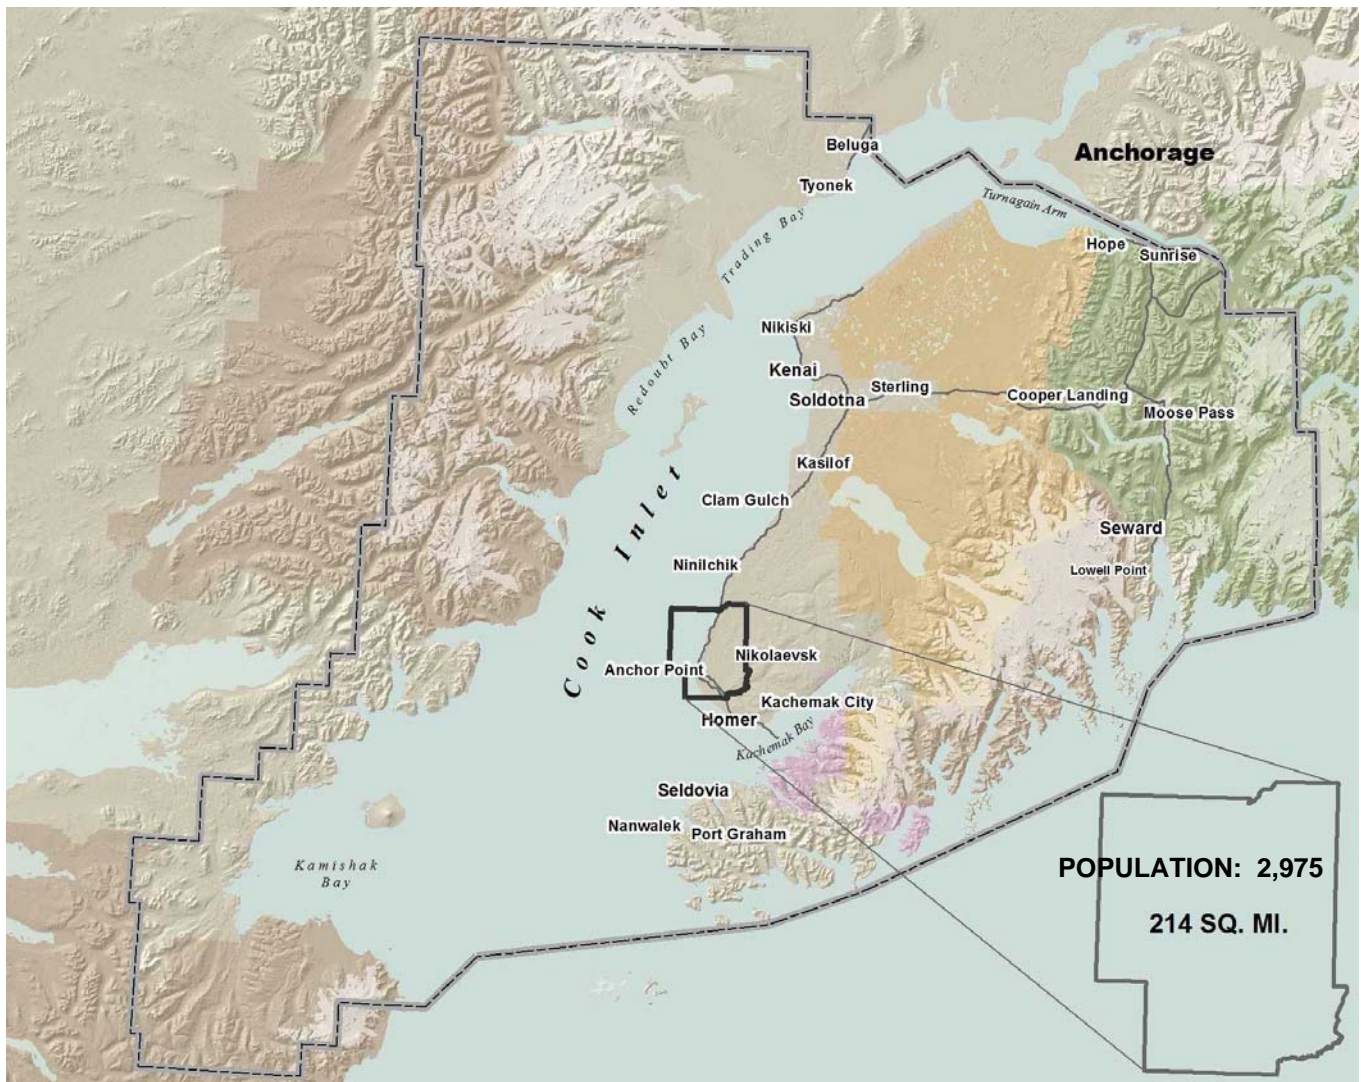 Beluga
Anchorage
Tyonek
Turnagain Arm
Trading Bay
Hope
Sunrise
Nikiski
Redoubt Bay
Kenai
Sterling
Soldotna
Cooper Landing
Moose Pass
Kasilof
Clam Gulch
Cook Inlet
Seward
Ninilchik
Lowell Point
Nikolaevsk
Anchor Point
Kachemak City
Homer
Kachemak Bay
Seldovia
Nanwalek
Port Graham
Kamishak
Bay
POPULATION: 2,975
214 SQ. MI.